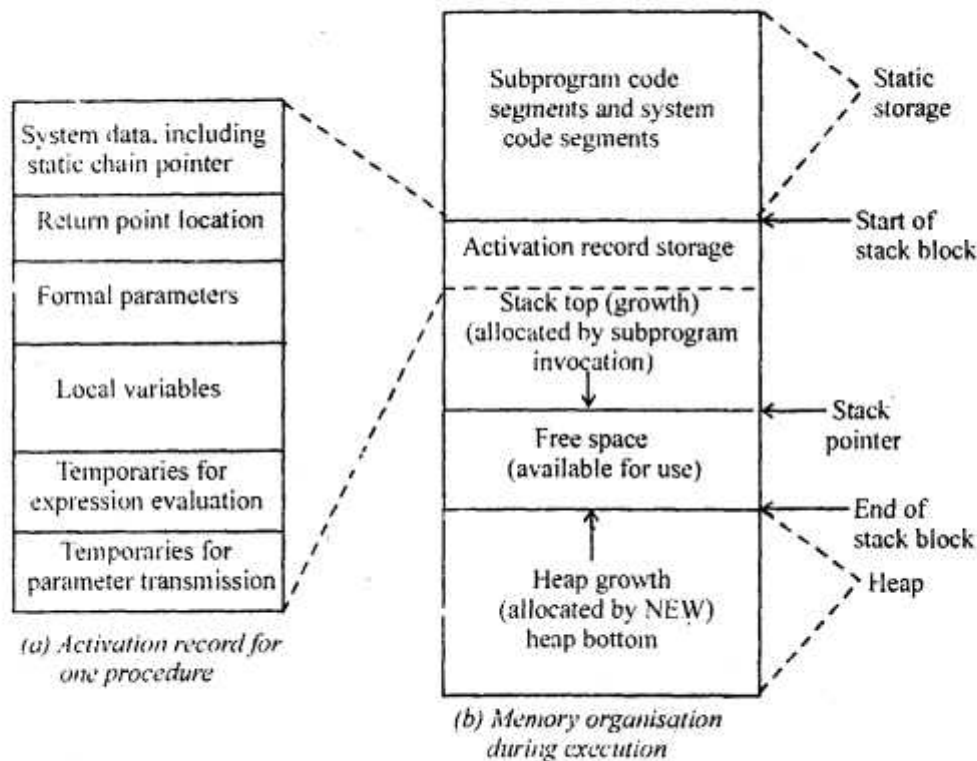 System data, including
static chain pointer
Return point location
Formal parameters
Local variables
Temporaries for
expression evaluation
Temporaries for
parameter transmission
(a) Activation record for
one procedure
Subprogram code
segments and system
code segments
Activation record storage
Stack top (growth)
(allocated by subprogram
invocation)
Free space
(available for use)
Heap growth
(allocated by NEW)
heap bottom
(b) Memory organisation
during execution
Static
storage
Start of
stack block
Stack
pointer
End of
stack block
Heap